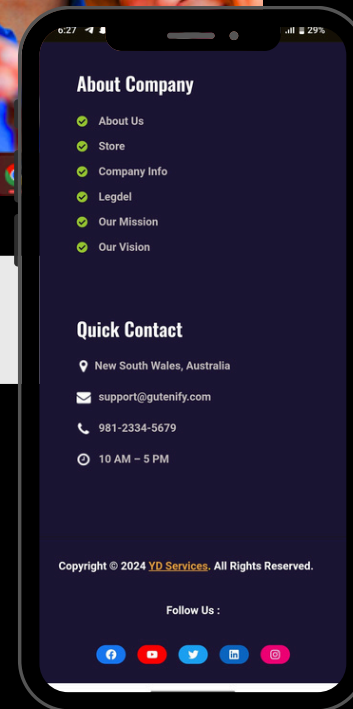 6:27
29%
About Company
About Us
Store
Company Info
Legdel
Our Mission
Our Vision
Quick Contact
New South Wales, Australia
support@gutenify.com
981-2334-5679
10 AM – 5 PM
Copyright © 2024 YD Services. All Rights Reserved.
Follow Us :